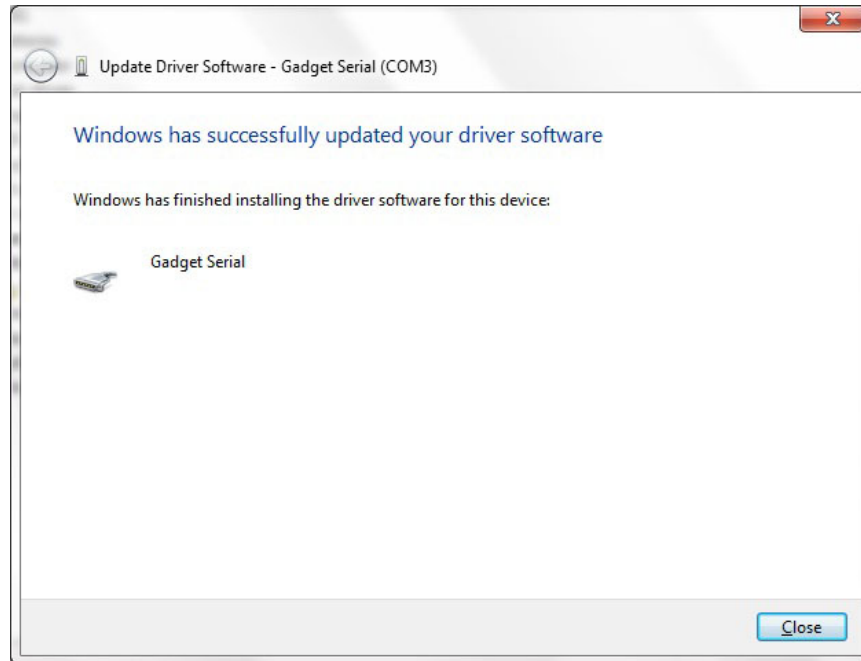 Update Driver Software - Gadget Serial (COM3)
Windows has successfully updated your driver software
Windows has finished installing the driver software for this device:
Gadget Serial
Close